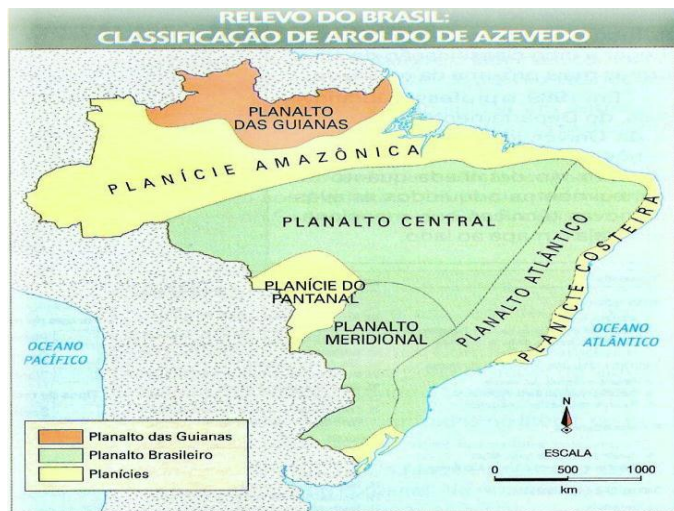 RELEVO DO BRASIL:
CLASSIFICAÇÃO DE AROLDO DE AZEVEDO
PLANALTO
DAS GUIANAS
PLANÍCIE AMAZÔNICA
PLANALTO CENTRAL
PLANÍCIE DO
PANTANAL
PLANALTO
MERIDIONAL
PLANALTO ATLÂNTICO
PLANÍCIE COSTEIRA
OCEANO
PACÍFICO
OCEANO
ATLÂNTICO
Planalto das Guianas
Planalto Brasileiro
Planícies
N
ESCALA
0 500 1000
km